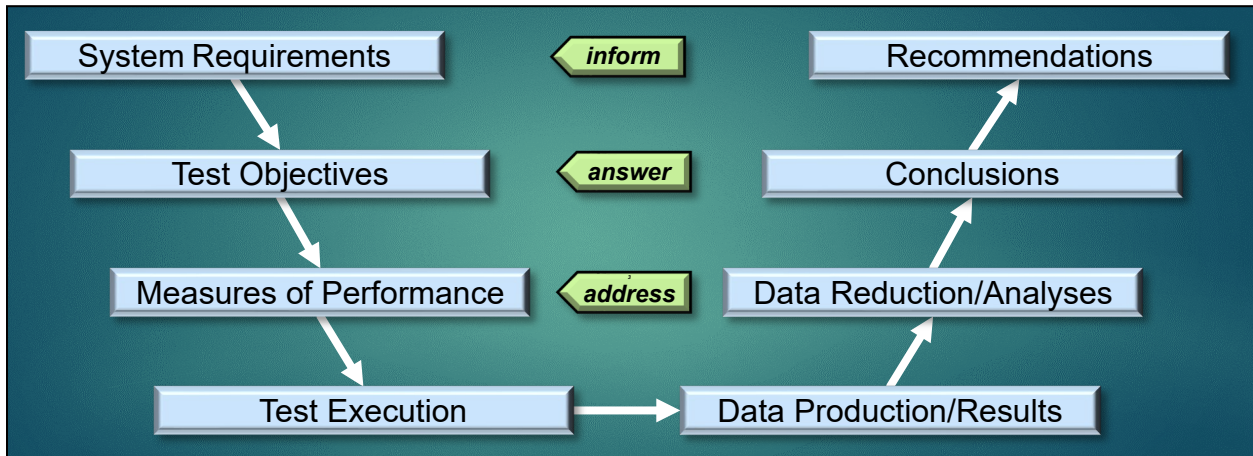 System Requirements
inform
Recommendations
Test Objectives
answer
Conclusions
Measures of Performance
3
address
Data Reduction/Analyses
Test Execution
Data Production/Results